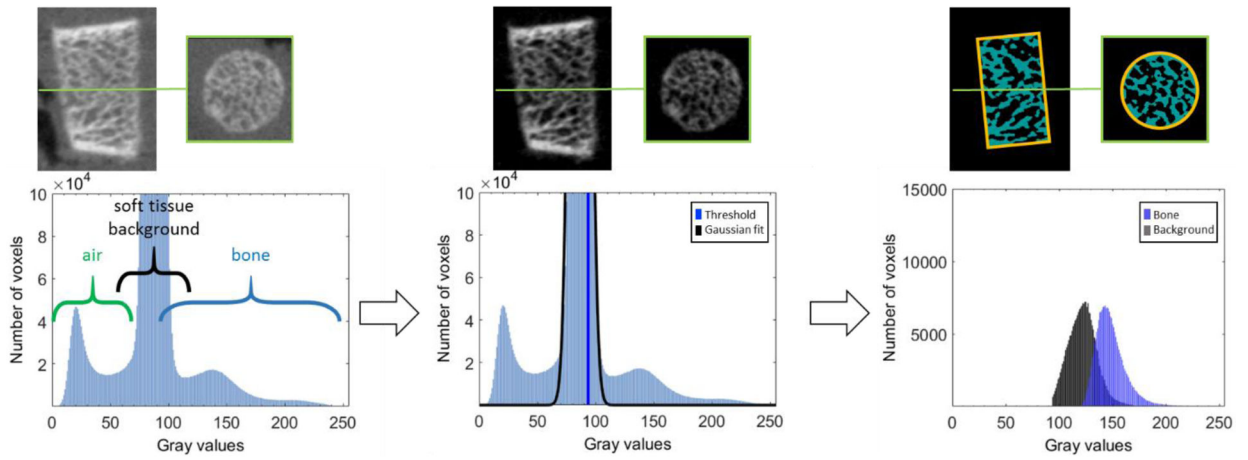 10 ×10⁴
8
6
4
2
0 50 100 150 200 250
Number of voxels
Gray values
soft tissue
background
air
bone
10 ×10⁴
8
6
4
2
0 50 100 150 200 250
Number of voxels
Gray values
Threshold
Gaussian fit
15000
10000
5000
0 50 100 150 200 250
Number of voxels
Gray values
Bone
Background